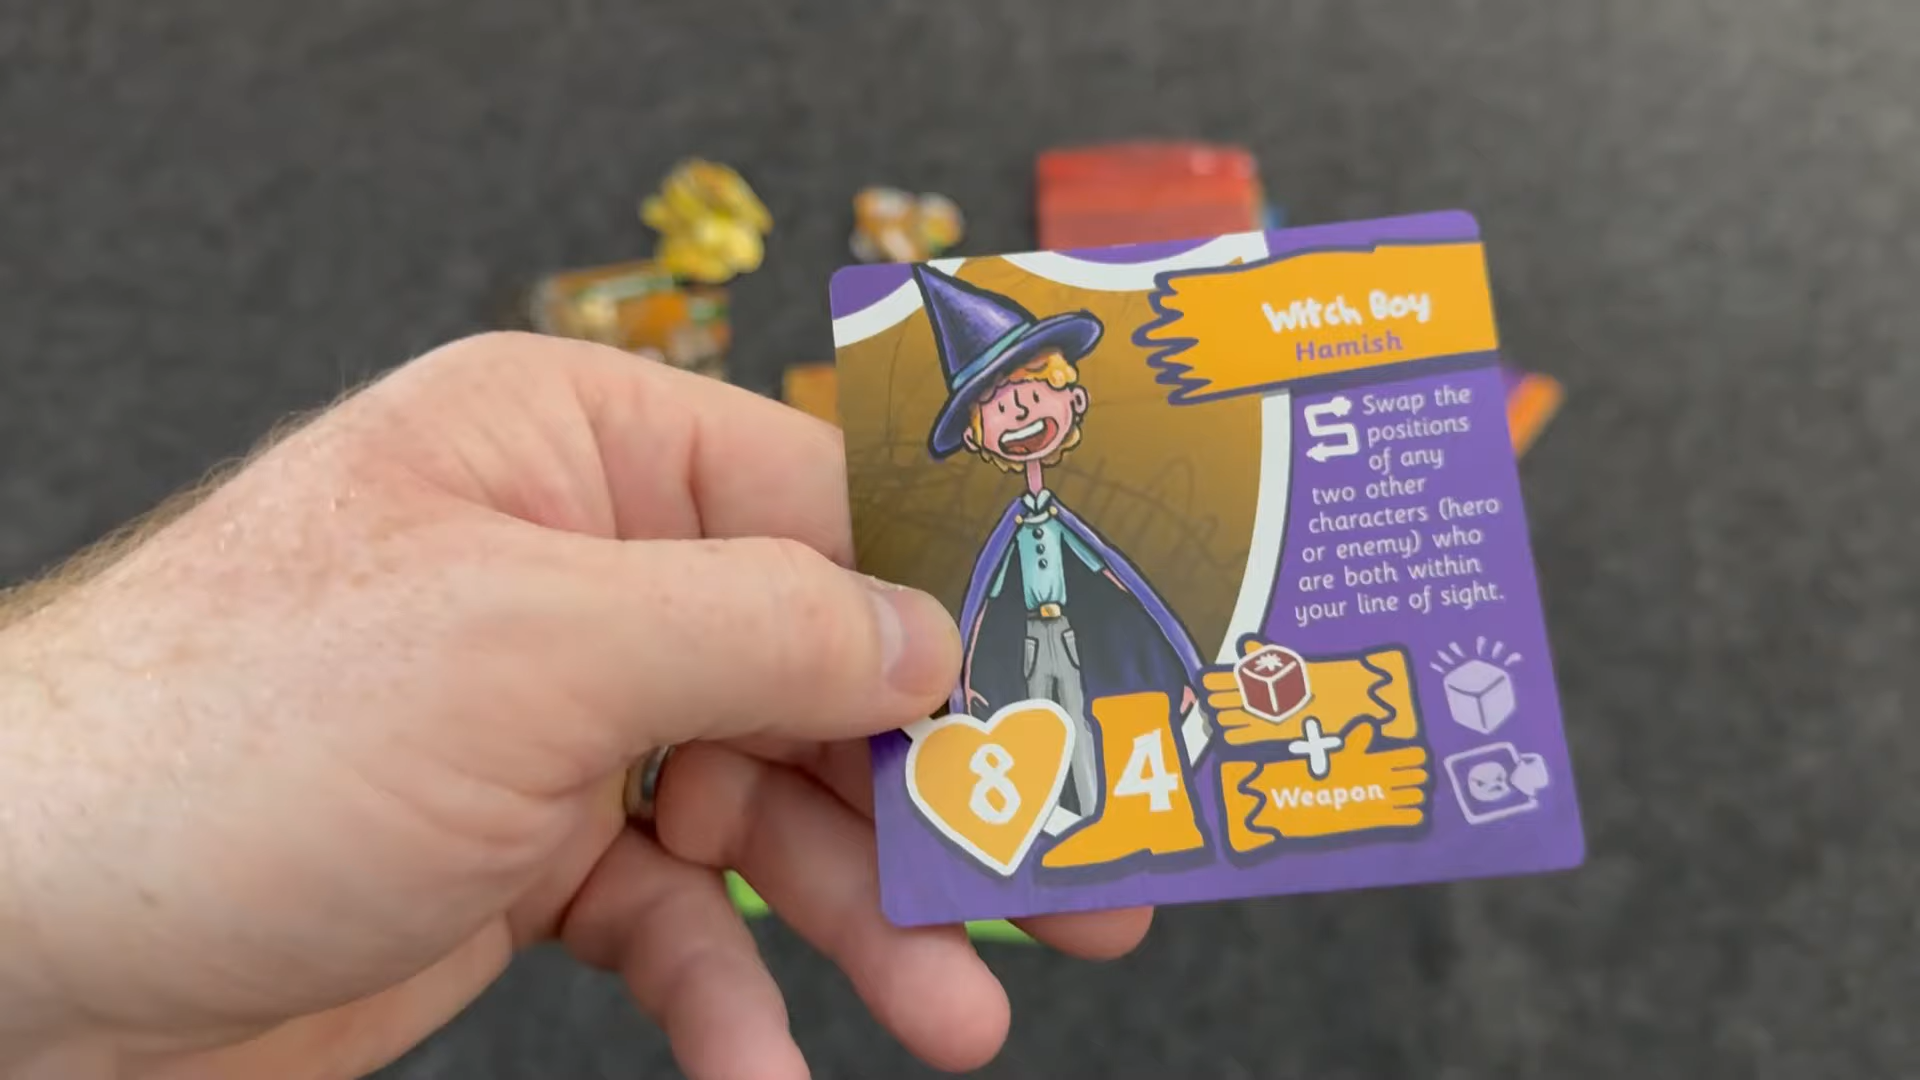 Witch Boy
Hamish
Swap the
positions
of any
two other
characters (hero
or enemy) who
are both within
your line of sight.
8
4
Weapon